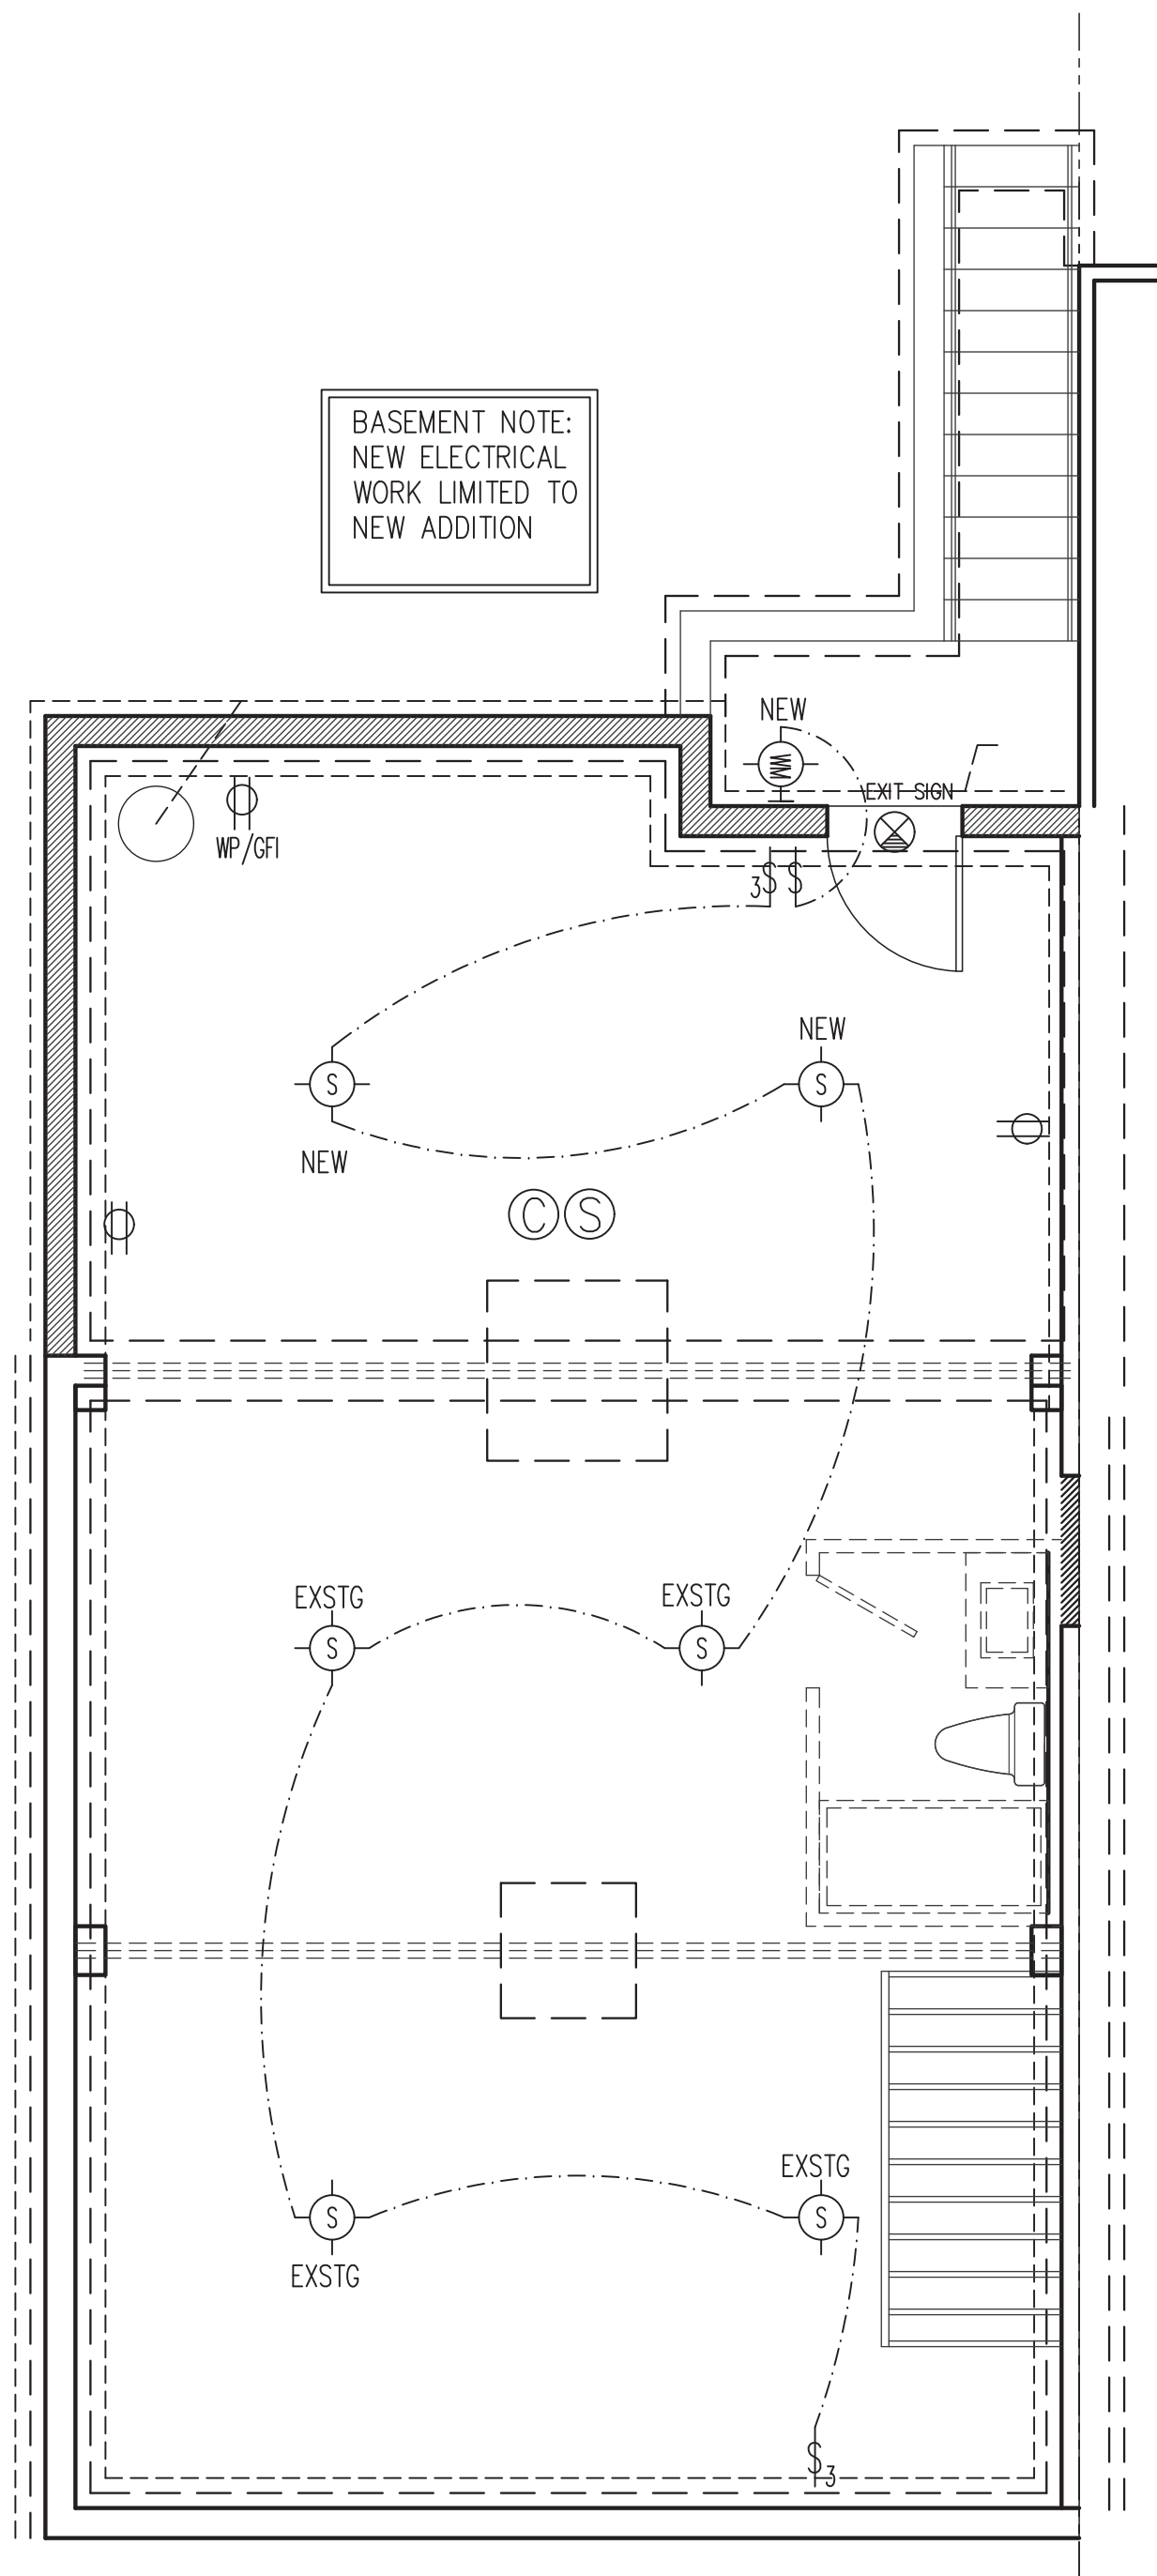 BASEMENT NOTE:
NEW ELECTRICAL
WORK LIMITED TO
NEW ADDITION
NEW
EXIT SIGN
WP/GFI
3$ $
NEW
S
S
NEW
C S
EXSTG
EXSTG
S
S
EXSTG
S
S
EXSTG
$3